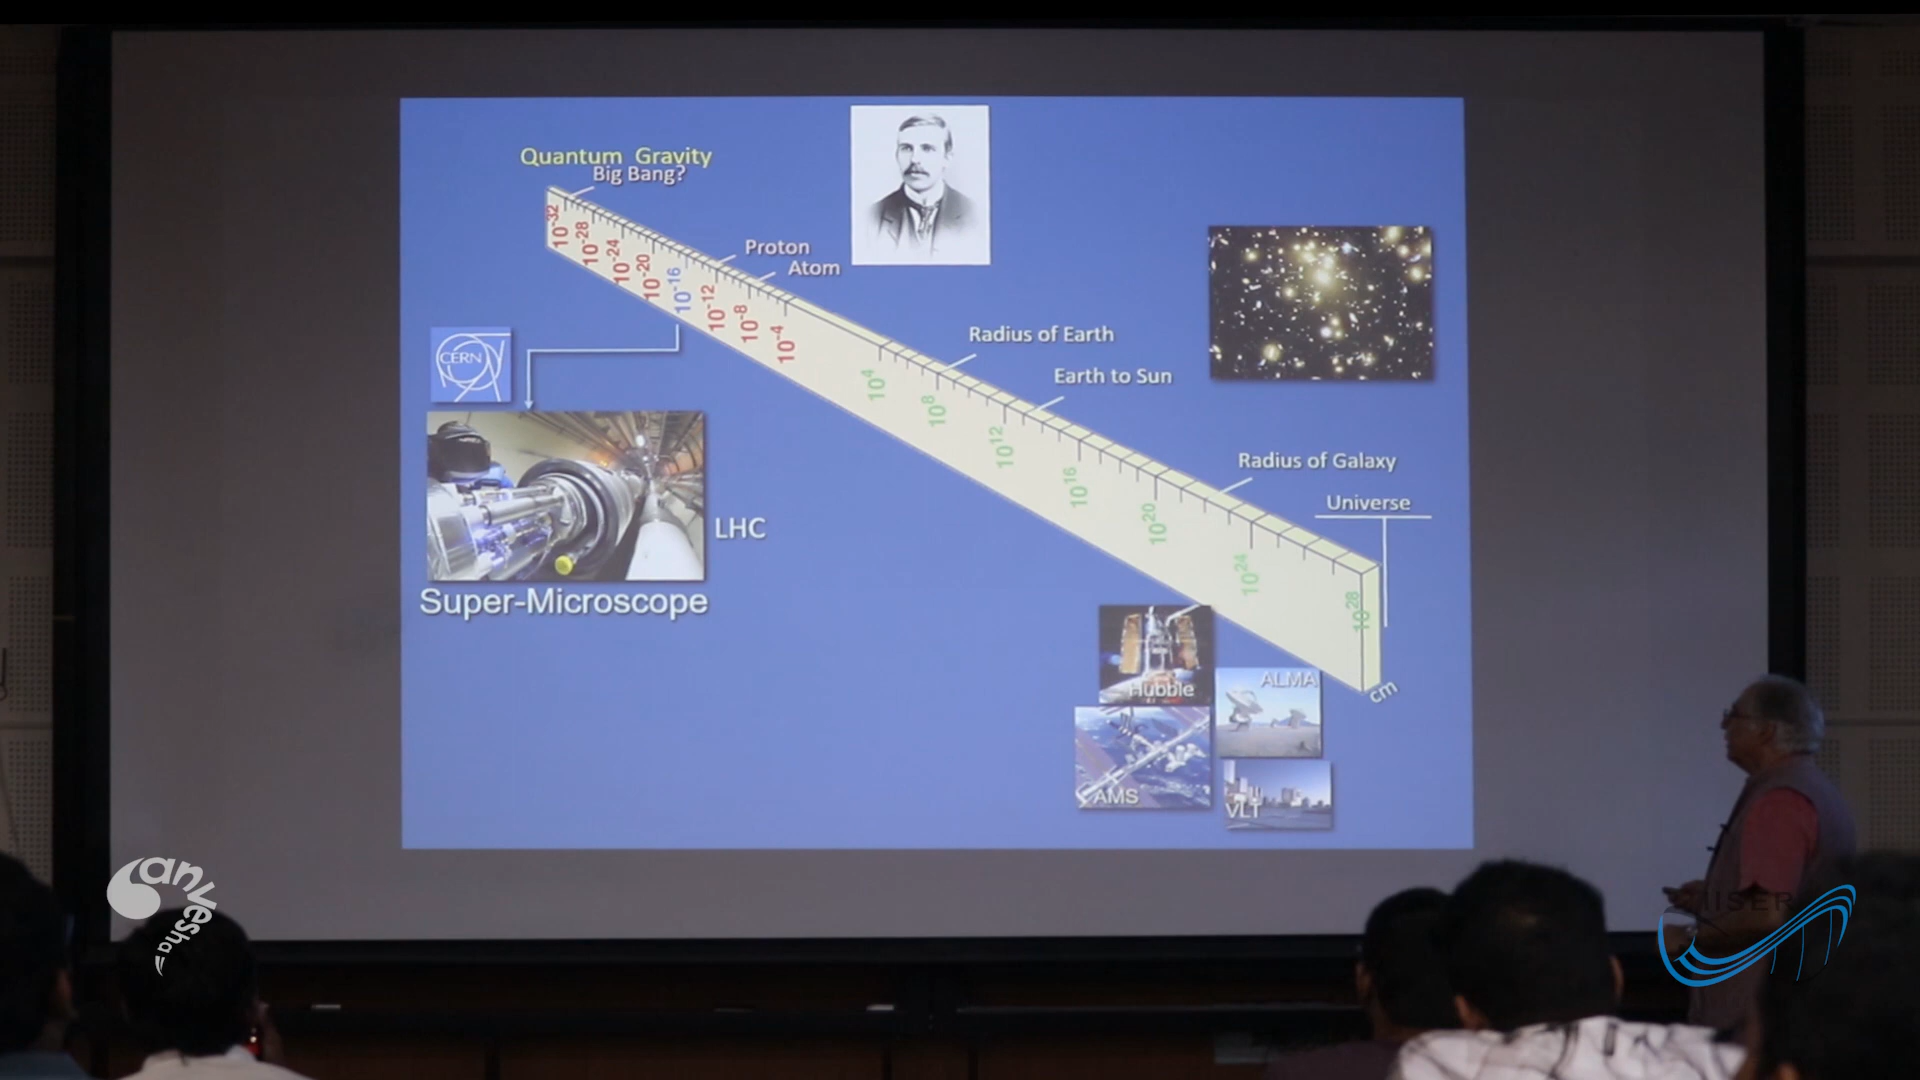 Quantum Gravity
Big Bang?
10-32
10-28
10-24
10-20
10-16
10-12
10-8
10-4
104
108
1012
1016
1020
1024
1028
cm
Proton
Atom
Radius of Earth
Earth to Sun
Radius of Galaxy
Universe
CERN
LHC
Super-Microscope
Hubble
ALMA
AMS
VLT
anvesha
IISER